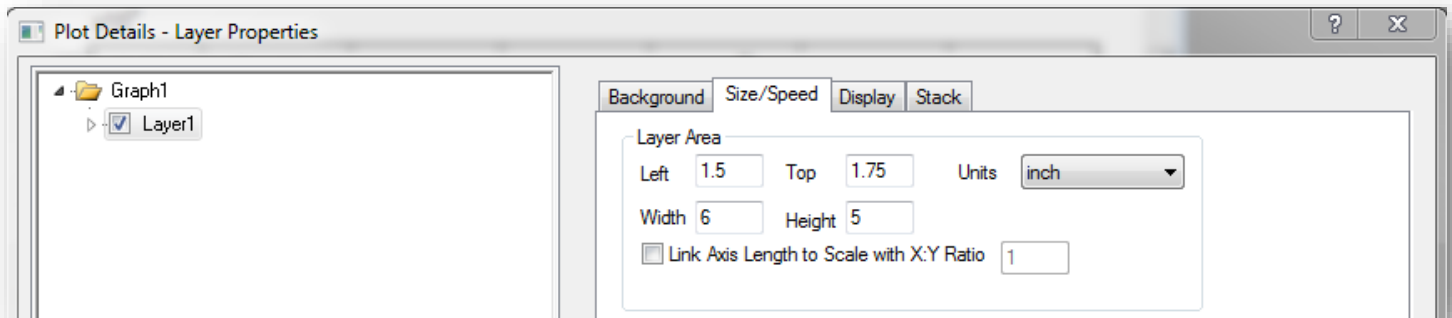 Plot Details - Layer Properties
Graph1
Layer1
Background Size/Speed Display Stack
Layer Area
Left 1.5 Top 1.75 Units inch
Width 6 Height 5
Link Axis Length to Scale with X:Y Ratio 1